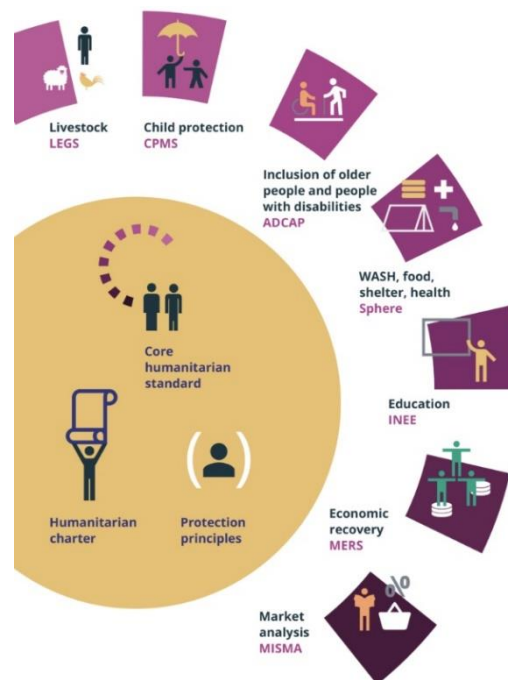 Livestock
LEGS
Child protection
CPMS
Inclusion of older
people and people
with disabilities
ADCAP
WASH, food,
shelter, health
Sphere
Core
humanitarian
standard
Education
INEE
Humanitarian
charter
Protection
principles
Economic
recovery
MERS
Market
analysis
MISMA